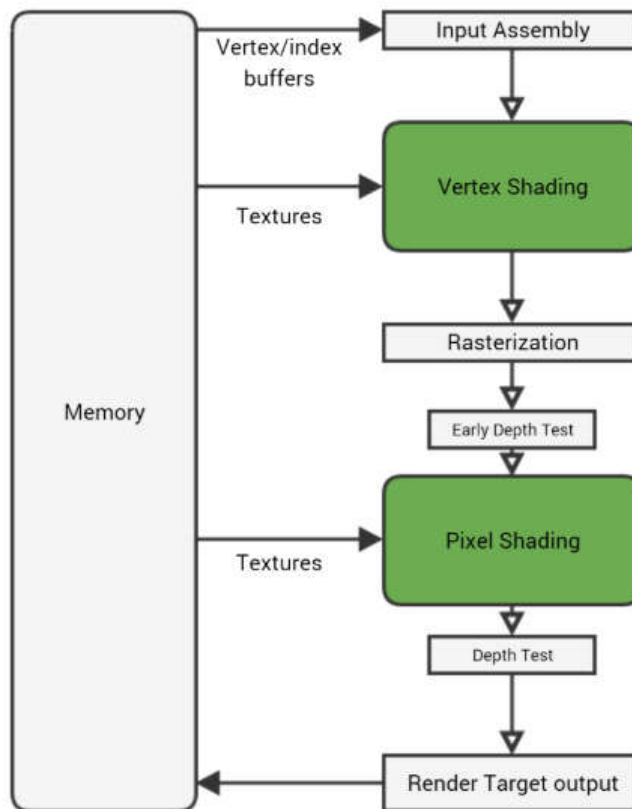 Input Assembly
Vertex/index
buffers
Vertex Shading
Textures
Rasterization
Memory
Early Depth Test
Pixel Shading
Textures
Depth Test
Render Target output